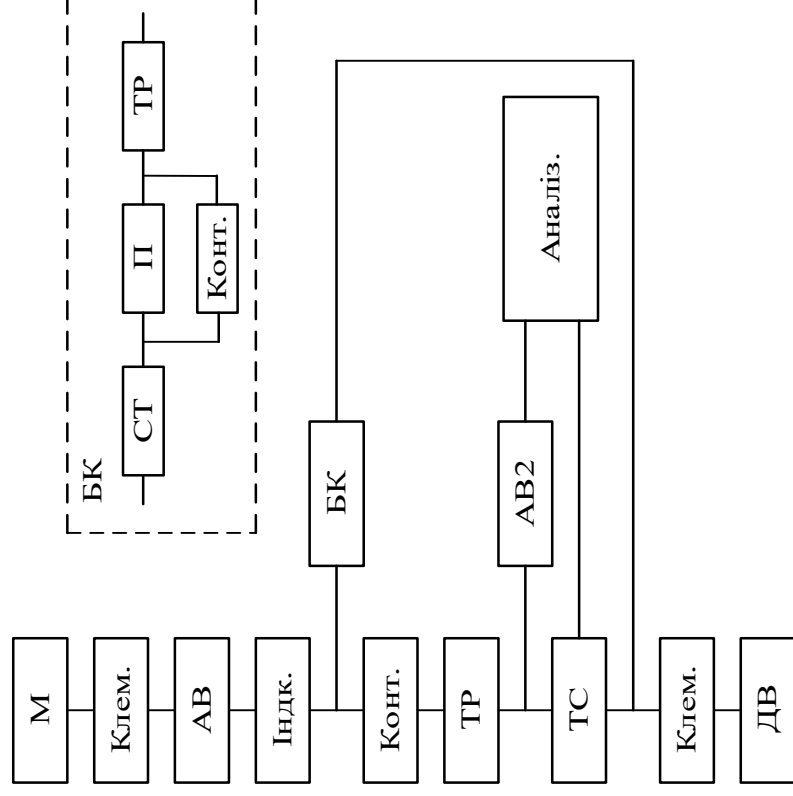 БК
СТ
П
Конт.
ТР
М
Клем.
АВ
Індк.
БК
Конт.
ТР
АВ2
Аналіз.
ТС
Клем.
ДВ